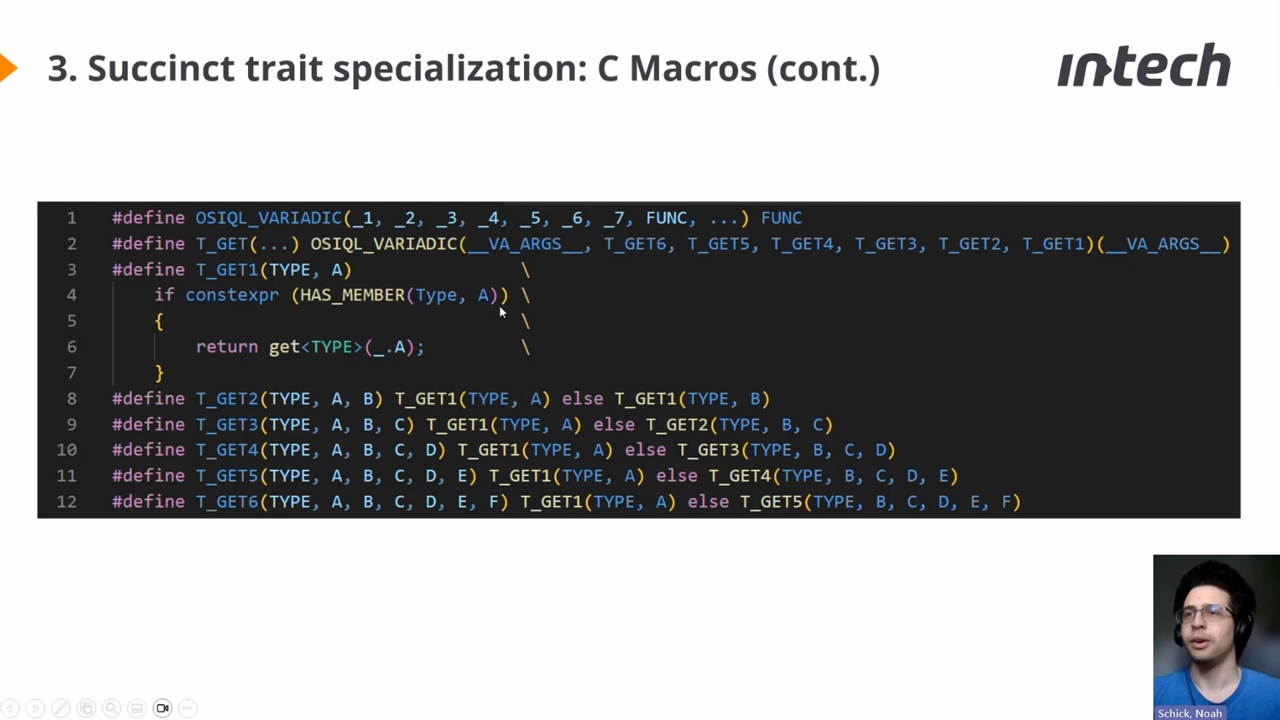 3. Succinct trait specialization: C Macros (cont.)
intech
1 #define OSIQL_VARIADIC(_1, _2, _3, _4, _5, _6, _7, FUNC, ...) FUNC
2 #define T_GET(...) OSIQL_VARIADIC(__VA_ARGS__, T_GET6, T_GET5, T_GET4, T_GET3, T_GET2, T_GET1)(__VA_ARGS__)
3 #define T_GET1(TYPE, A) \
4 if constexpr (HAS_MEMBER(Type, A)) \
5 { \
6 return get<TYPE>(_.A); \
7 }
8 #define T_GET2(TYPE, A, B) T_GET1(TYPE, A) else T_GET1(TYPE, B)
9 #define T_GET3(TYPE, A, B, C) T_GET1(TYPE, A) else T_GET2(TYPE, B, C)
10 #define T_GET4(TYPE, A, B, C, D) T_GET1(TYPE, A) else T_GET3(TYPE, B, C, D)
11 #define T_GET5(TYPE, A, B, C, D, E) T_GET1(TYPE, A) else T_GET4(TYPE, B, C, D, E)
12 #define T_GET6(TYPE, A, B, C, D, E, F) T_GET1(TYPE, A) else T_GET5(TYPE, B, C, D, E, F)
Schick, Noah